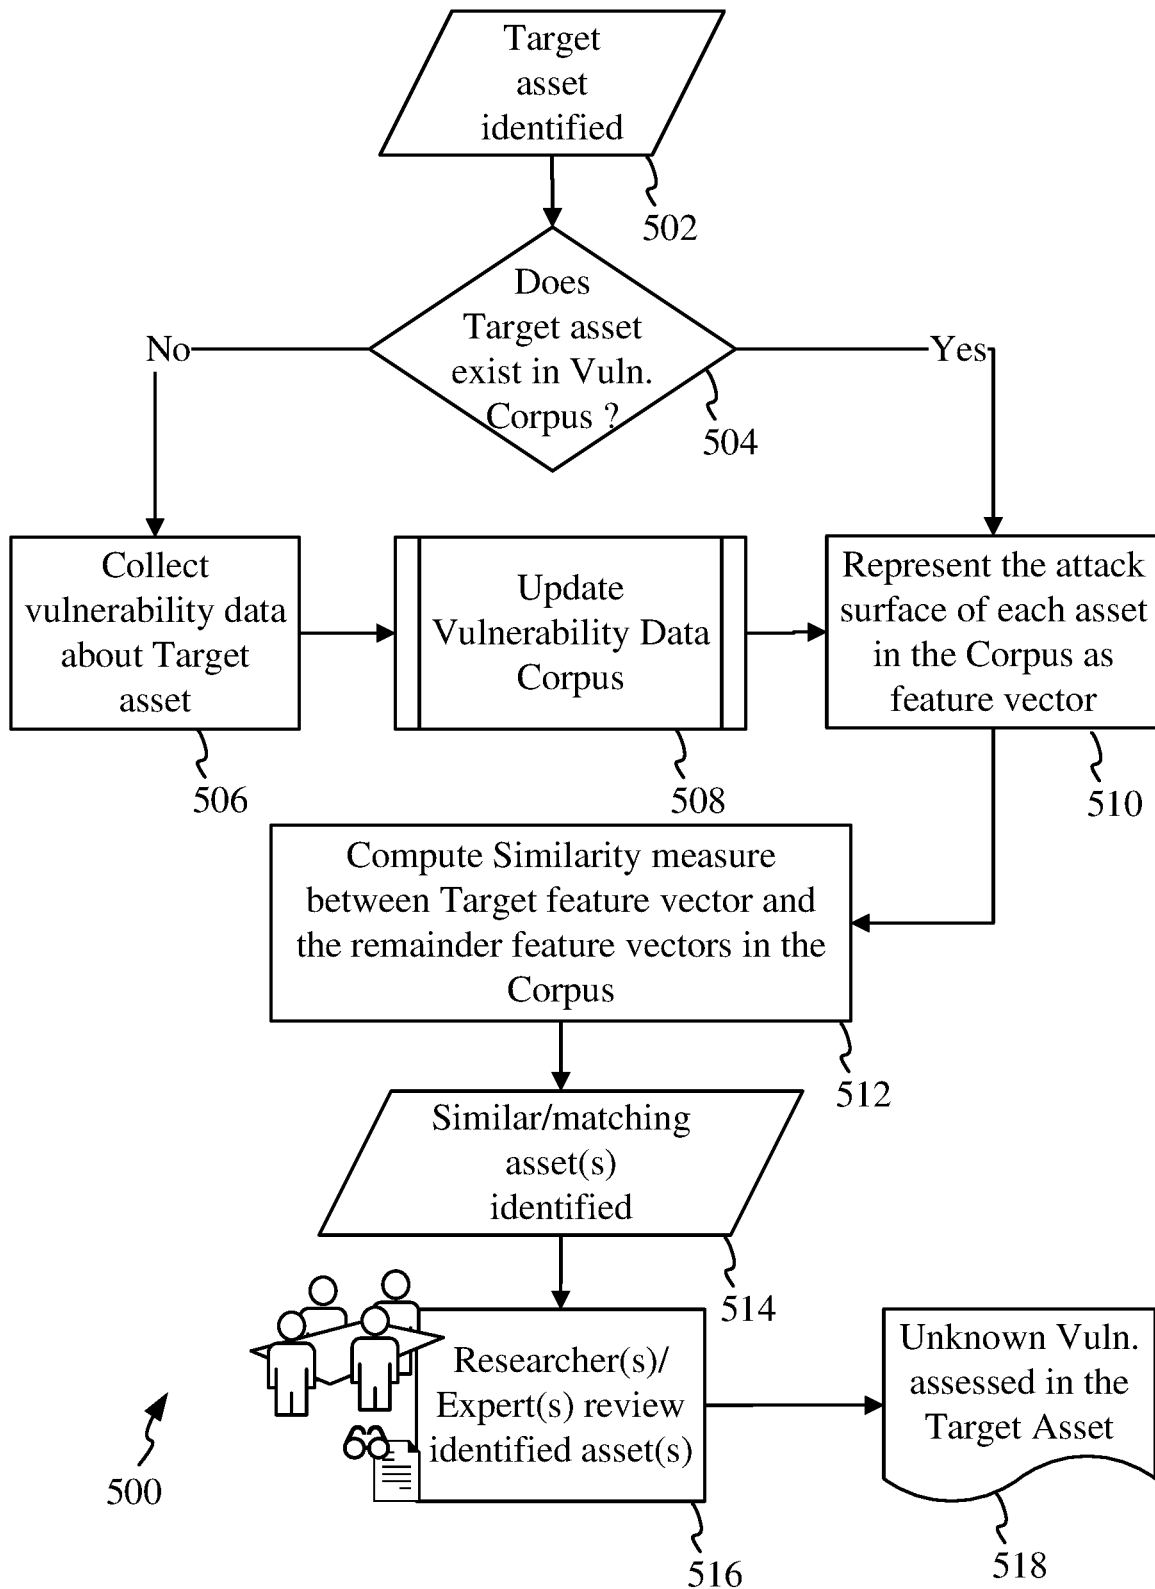 Target
asset
identified
502
Does
Target asset
exist in Vuln.
Corpus ?
504
No
Yes
Collect
vulnerability data
about Target
asset
506
Update
Vulnerability Data
Corpus
508
Represent the attack
surface of each asset
in the Corpus as
feature vector
510
Compute Similarity measure
between Target feature vector and
the remainder feature vectors in the
Corpus
512
Similar/matching
asset(s)
identified
514
Researcher(s)/
Expert(s) review
identified asset(s)
516
Unknown Vuln.
assessed in the
Target Asset
518
500